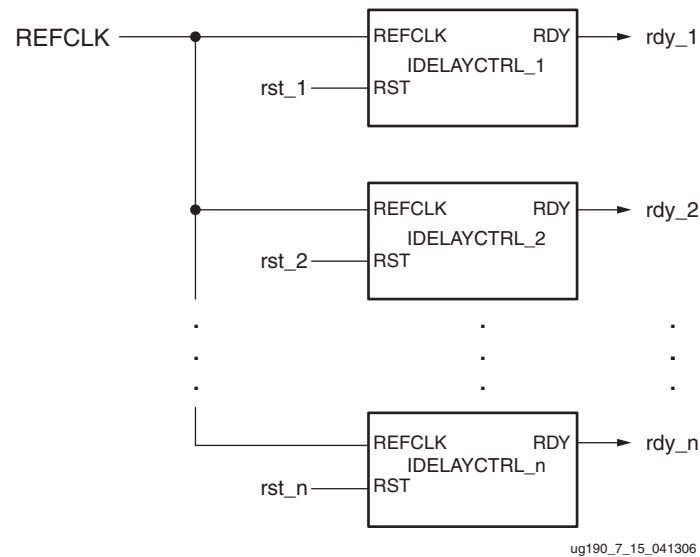 REFCLK
REFCLK RDY rdy_1
IDELAYCTRL_1
rst_1 RST
REFCLK RDY rdy_2
IDELAYCTRL_2
rst_2 RST
REFCLK RDY rdy_n
IDELAYCTRL_n
rst_n RST
ug190_7_15_041306